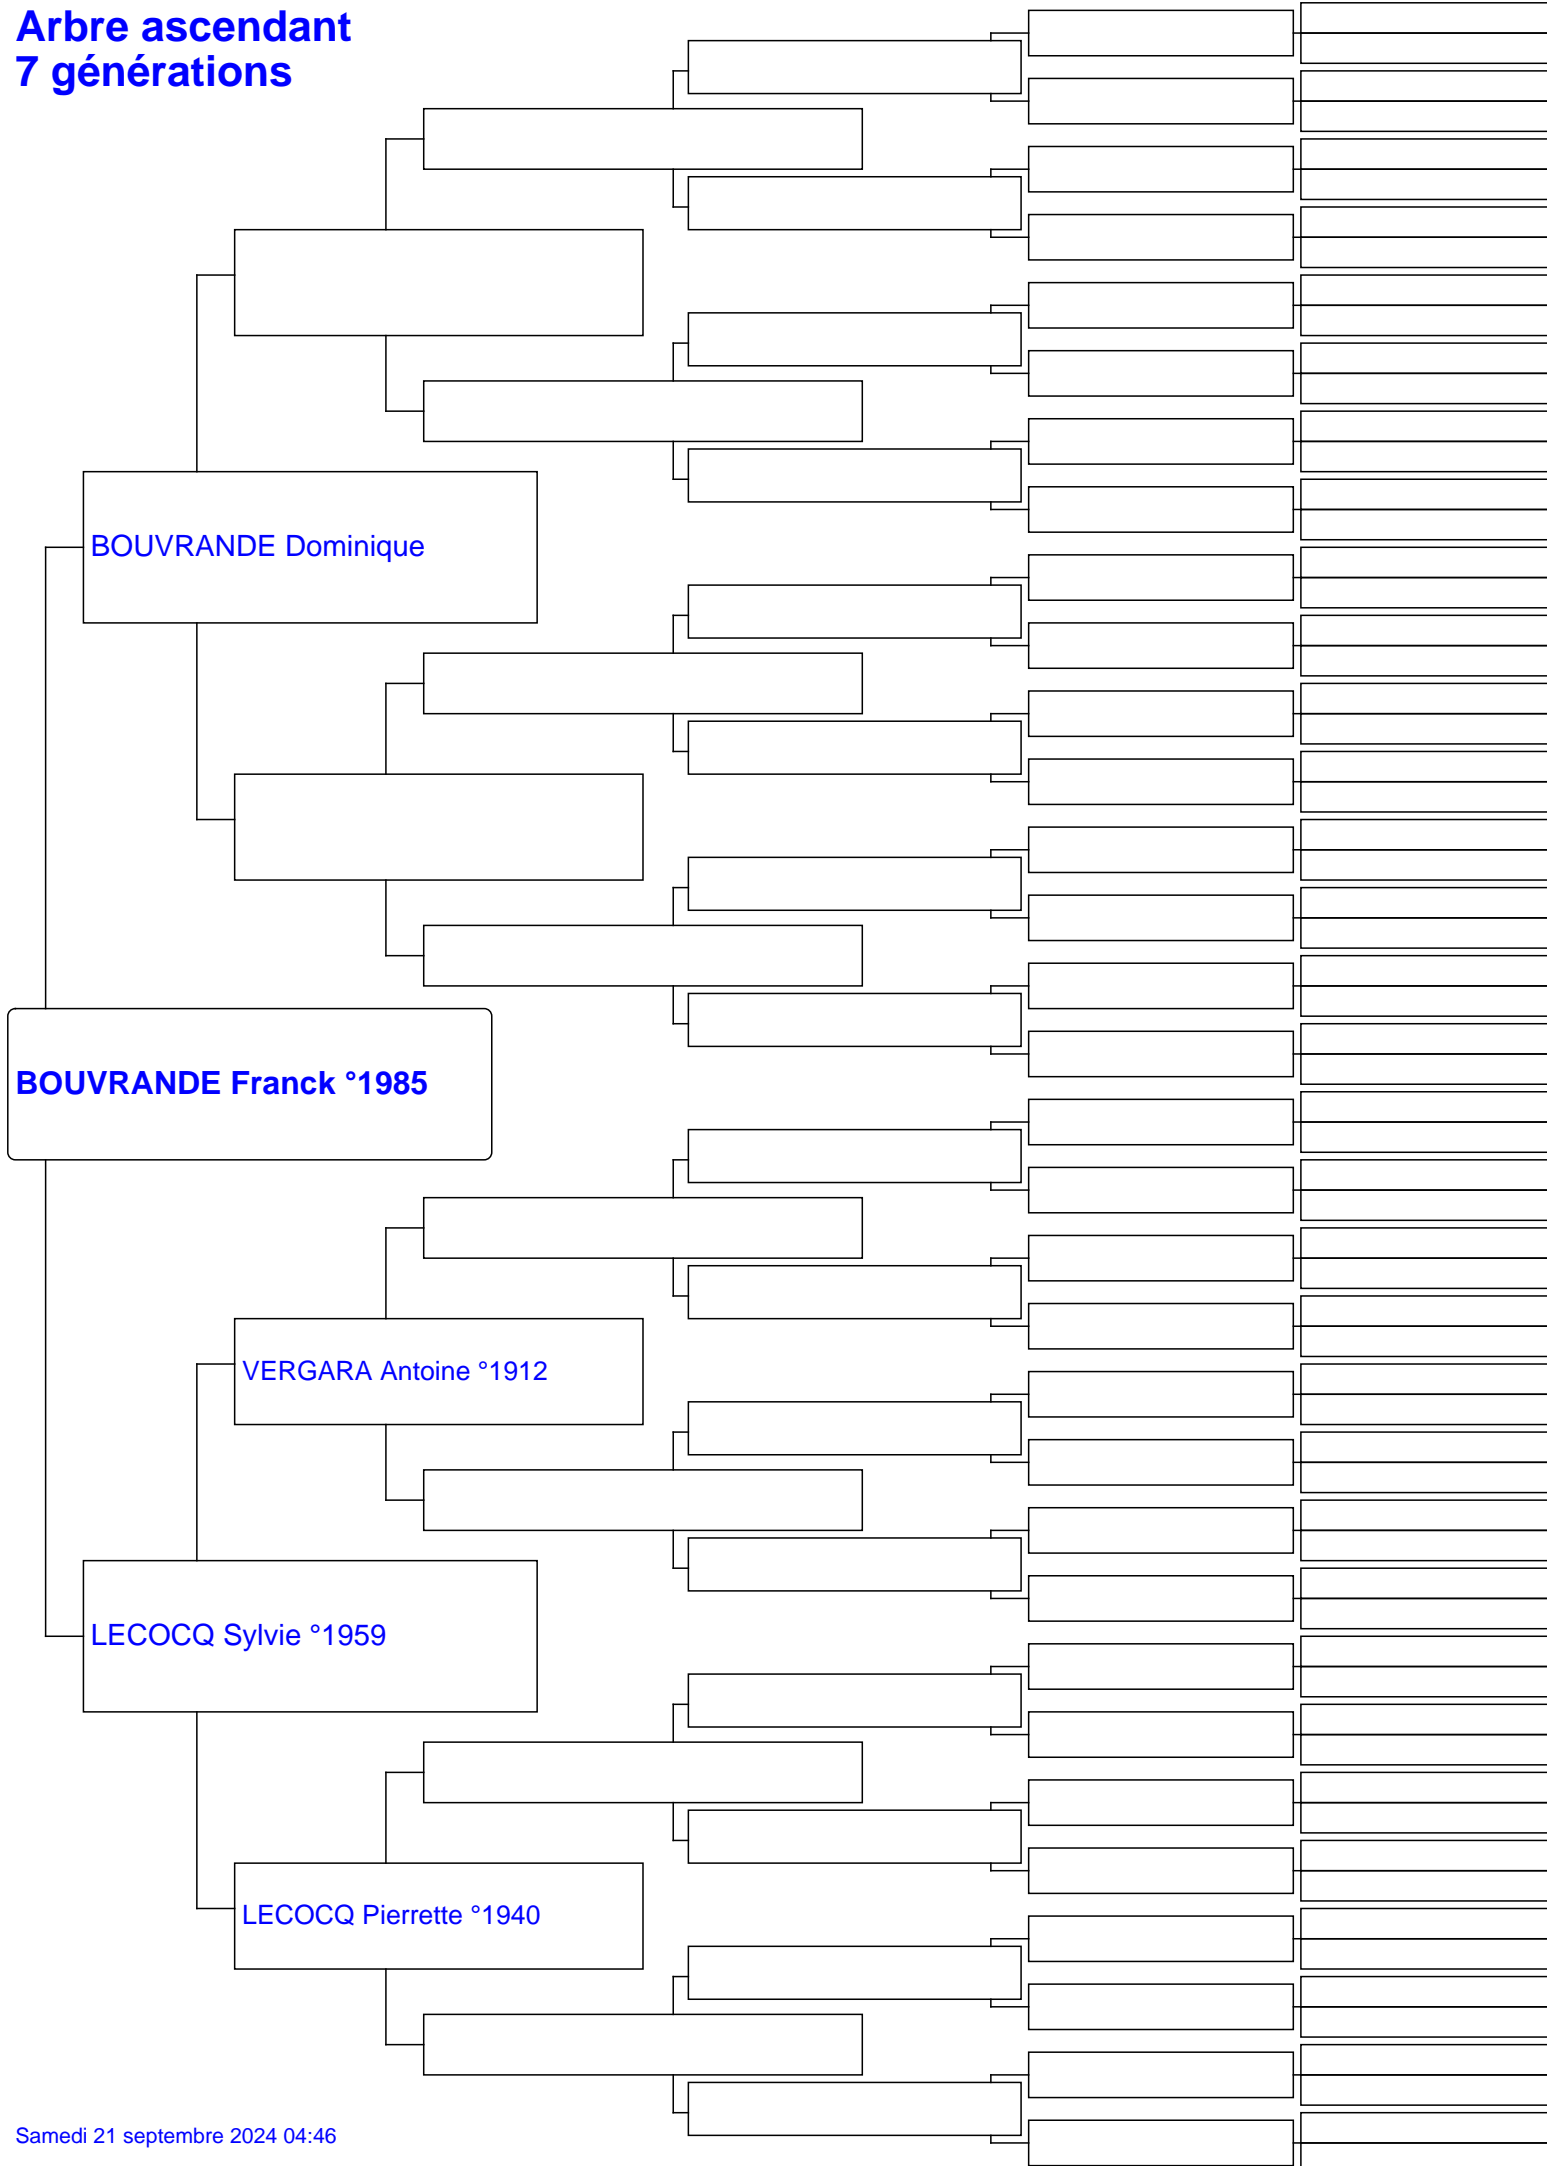 Arbre ascendant
7 générations
BOUVRANDE Dominique
BOUVRANDE Franck °1985
VERGARA Antoine °1912
LECOCQ Sylvie °1959
LECOCQ Pierrette °1940
Samedi 21 septembre 2024 04:46